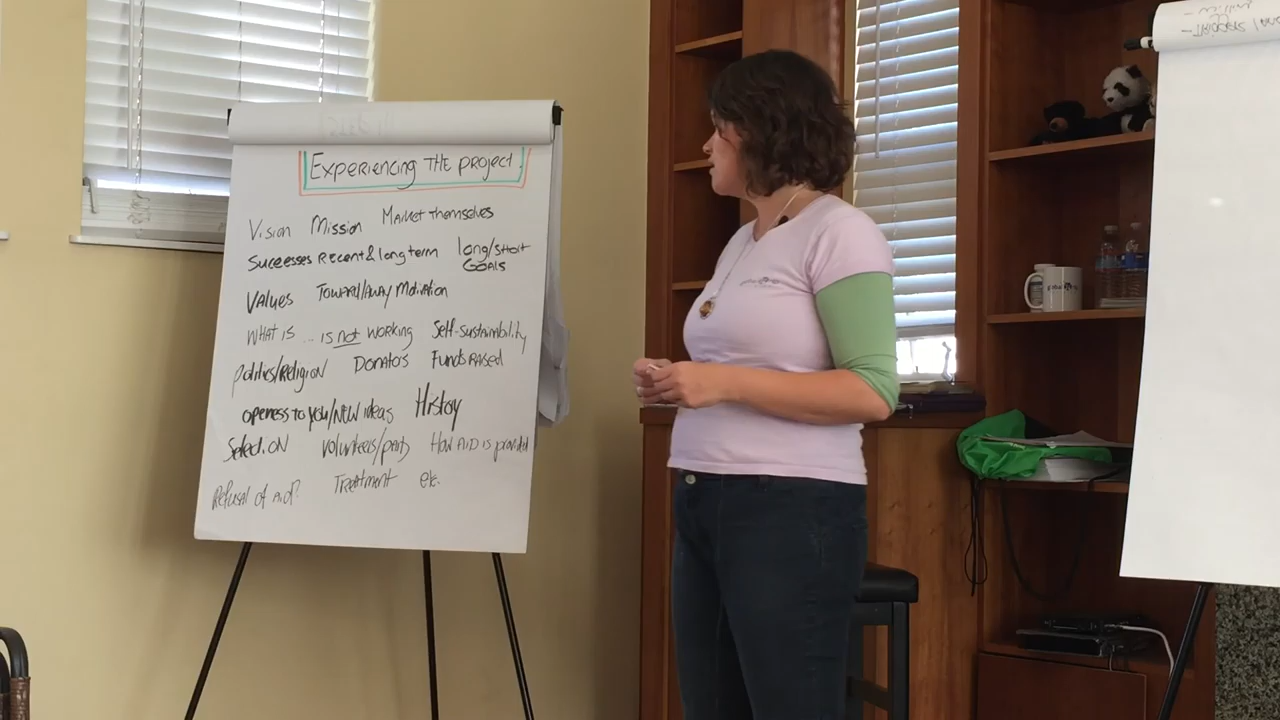 Experiencing THE project.
Vision Mission Market themselves
Successes Recent & long term long/short GOALS
Values Toward/Away Motivation
WHAT IS ... is not working Self-sustainability
politics/Religion Donators Funds RAISED
openess to you/NEW ideas History
Selection Volunteers/paid How AID is provided
Refusal of Aid? Treatment etc.